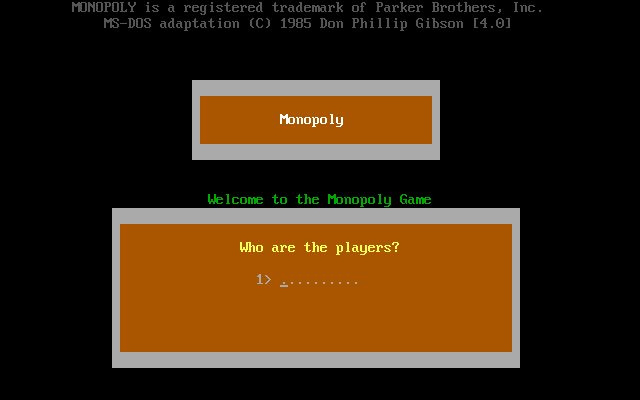 MONOPOLY is a registered trademark of Parker Brothers, Inc.
MS-DOS adaptation (C) 1985 Don Phillip Gibson [4.0]
Monopoly
Welcome to the Monopoly Game
Who are the players?
1> ..........